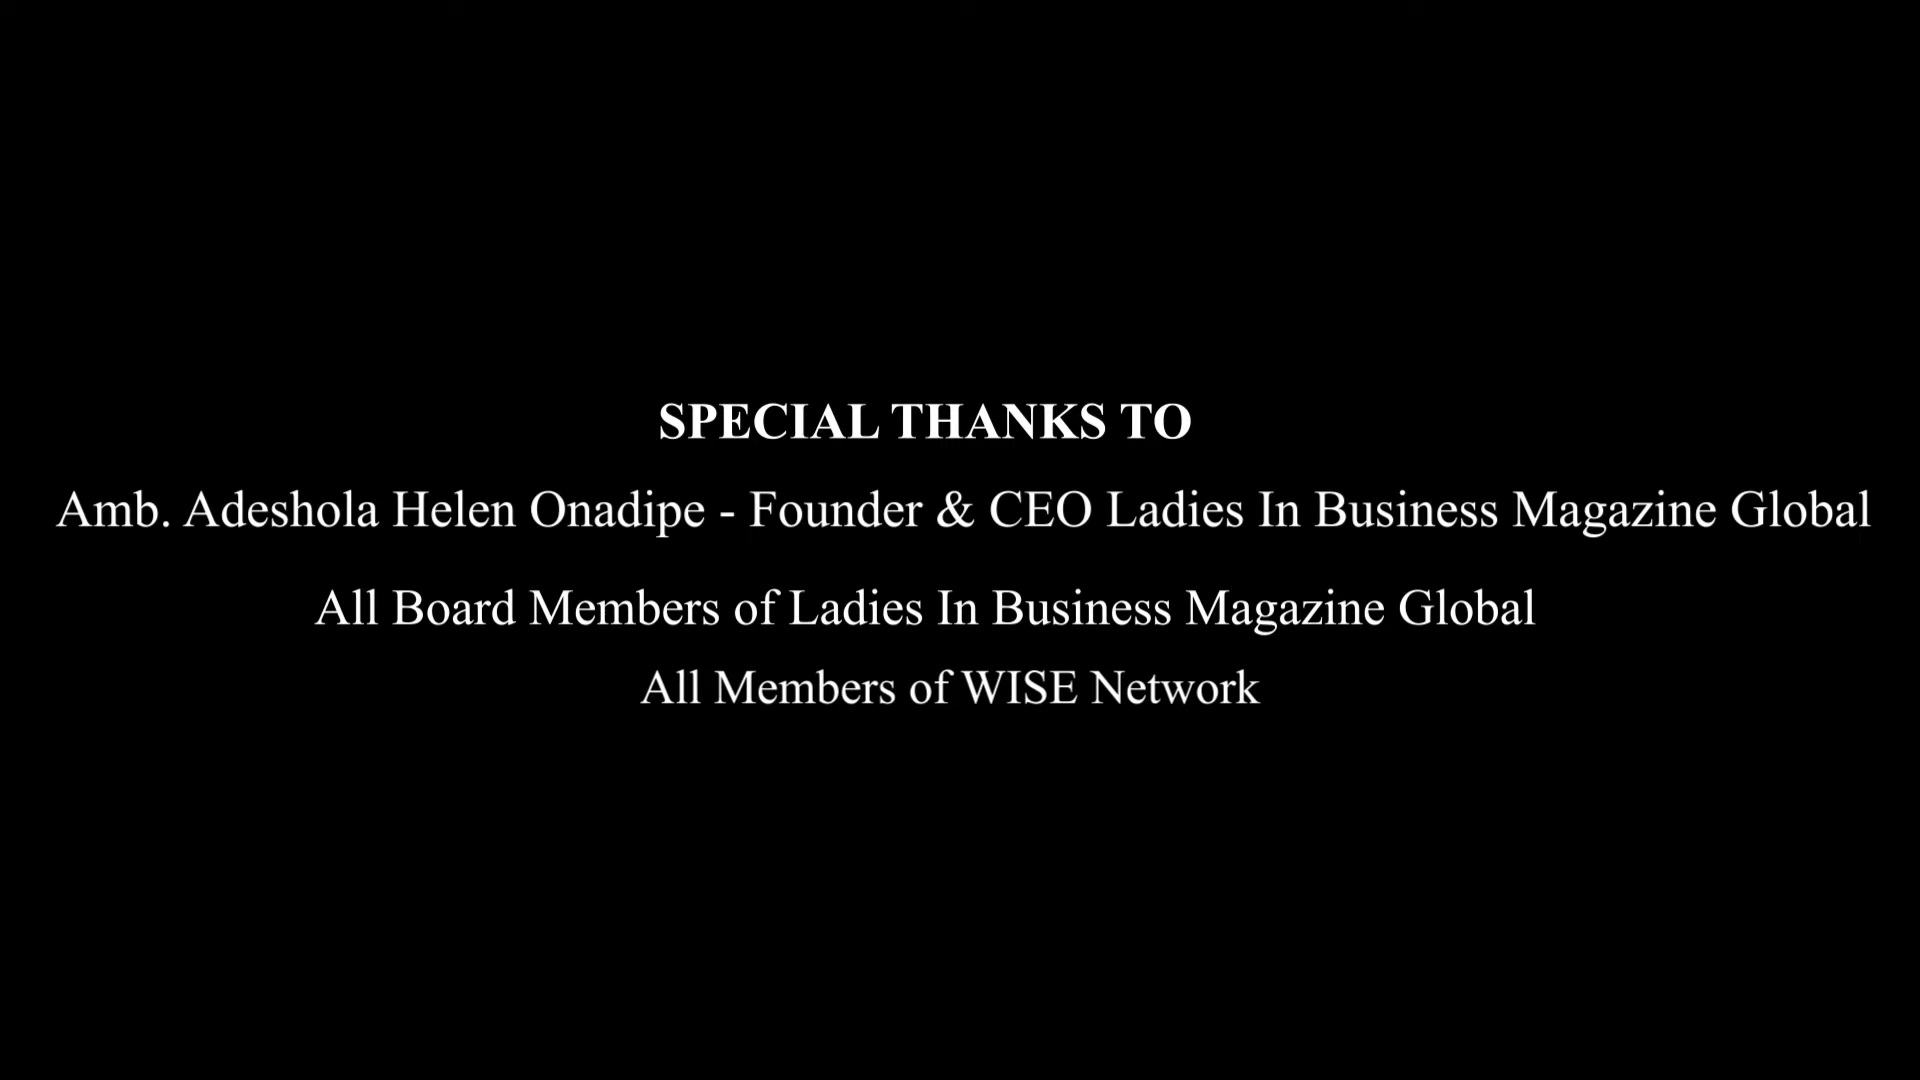 SPECIAL THANKS TO
Amb. Adeshola Helen Onadipe - Founder & CEO Ladies In Business Magazine Global
All Board Members of Ladies In Business Magazine Global
All Members of WISE Network